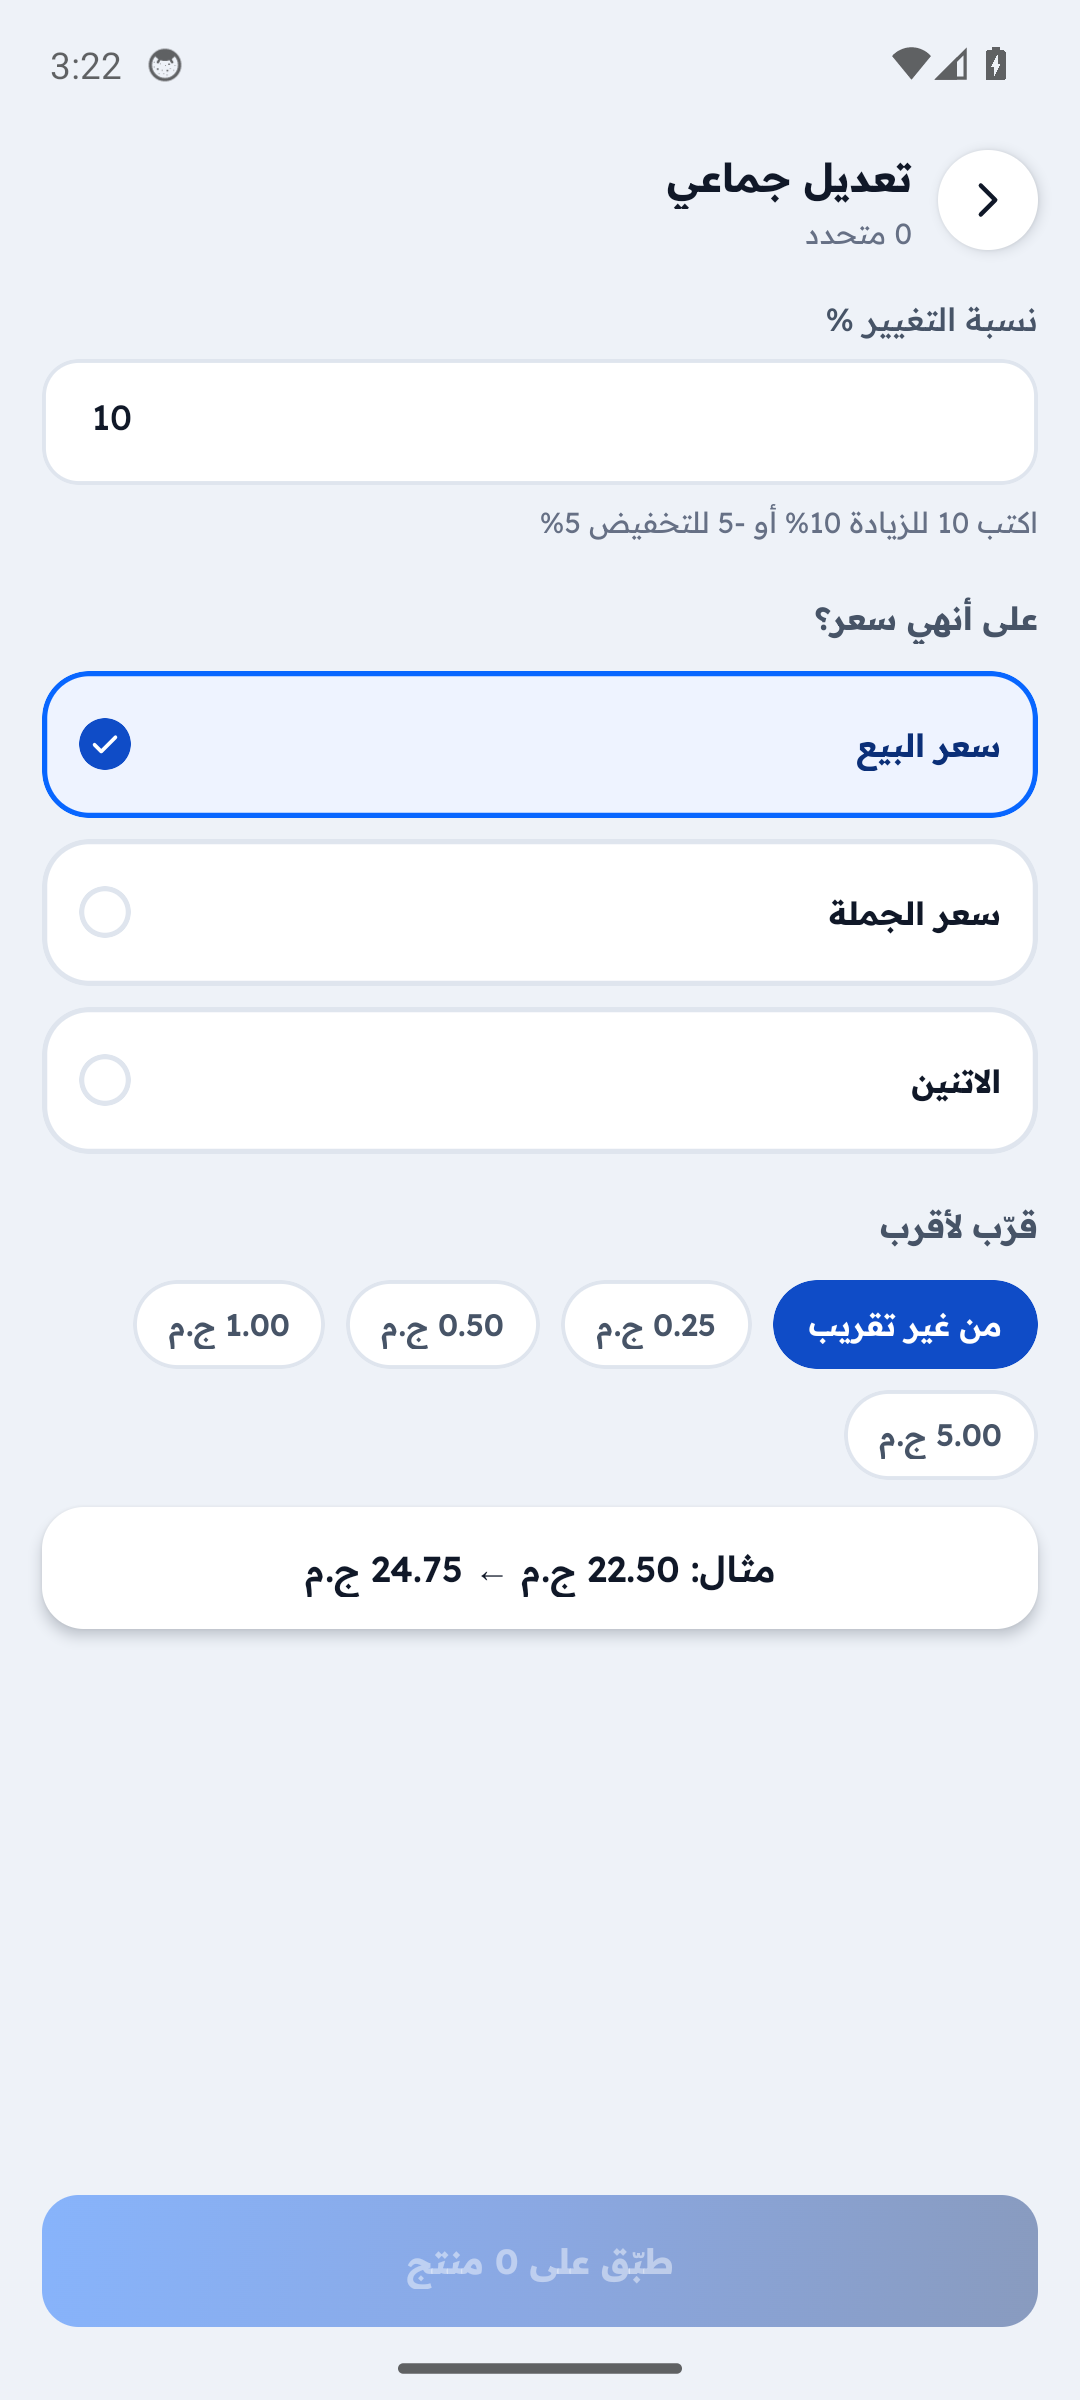 3:22
تعديل جماعي
0 متحدد
نسبة التغيير %
10
اكتب 10 للزيادة 10% أو -5 للتخفيض 5%
على أنهي سعر؟
سعر البيع
سعر الجملة
الاتنين
قرّب لأقرب
من غير تقريب
0.25 ج.م
0.50 ج.م
1.00 ج.م
5.00 ج.م
مثال: 22.50 ج.م ← 24.75 ج.م
طبّق على 0 منتج